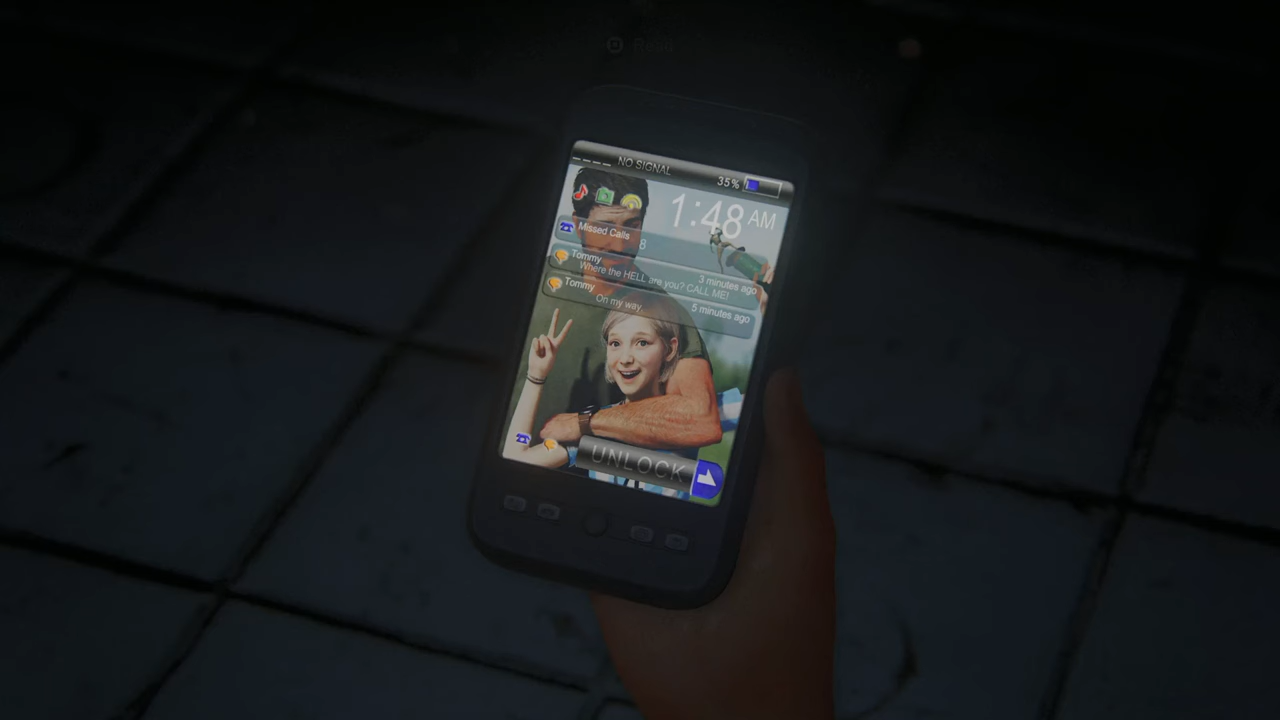 NO SIGNAL
35%
1:48 AM
Missed Calls
8
Tommy
3 minutes ago
Where the HELL are you? CALL ME!
Tommy
5 minutes ago
On my way
UNLOCK